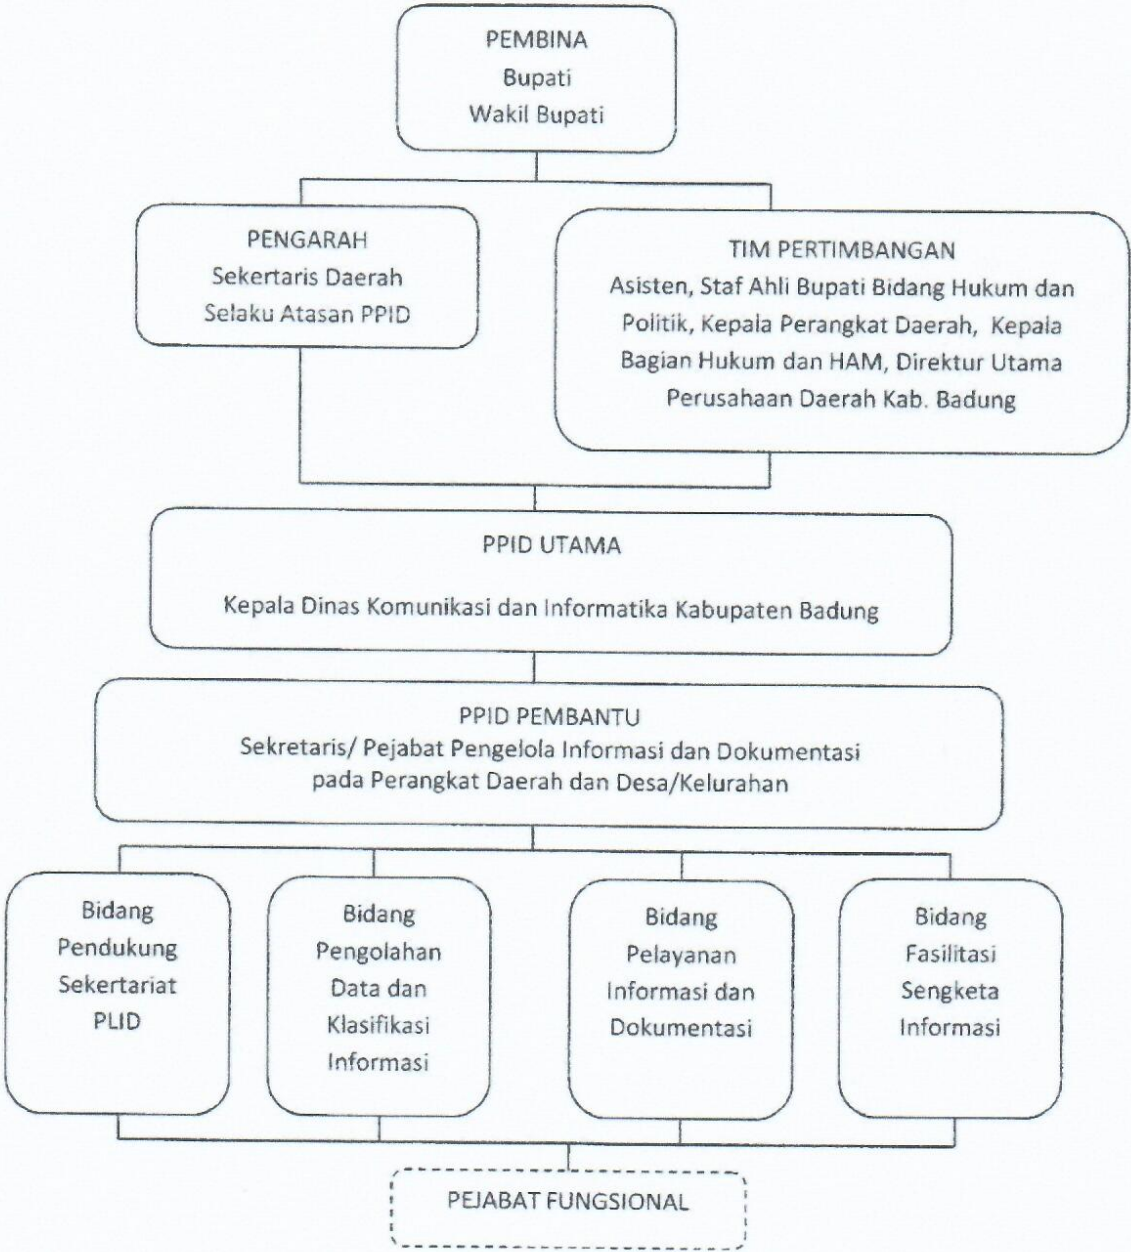 PEMBINA
Bupati
Wakil Bupati
PENGARAH
Sekertaris Daerah
Selaku Atasan PPID
TIM PERTIMBANGAN
Asisten, Staf Ahli Bupati Bidang Hukum dan
Politik, Kepala Perangkat Daerah, Kepala
Bagian Hukum dan HAM, Direktur Utama
Perusahaan Daerah Kab. Badung
PPID UTAMA
Kepala Dinas Komunikasi dan Informatika Kabupaten Badung
PPID PEMBANTU
Sekretaris/ Pejabat Pengelola Informasi dan Dokumentasi
pada Perangkat Daerah dan Desa/Kelurahan
Bidang
Pendukung
Sekertariat
PLID
Bidang
Pengolahan
Data dan
Klasifikasi
Informasi
Bidang
Pelayanan
Informasi dan
Dokumentasi
Bidang
Fasilitasi
Sengketa
Informasi
PEJABAT FUNGSIONAL